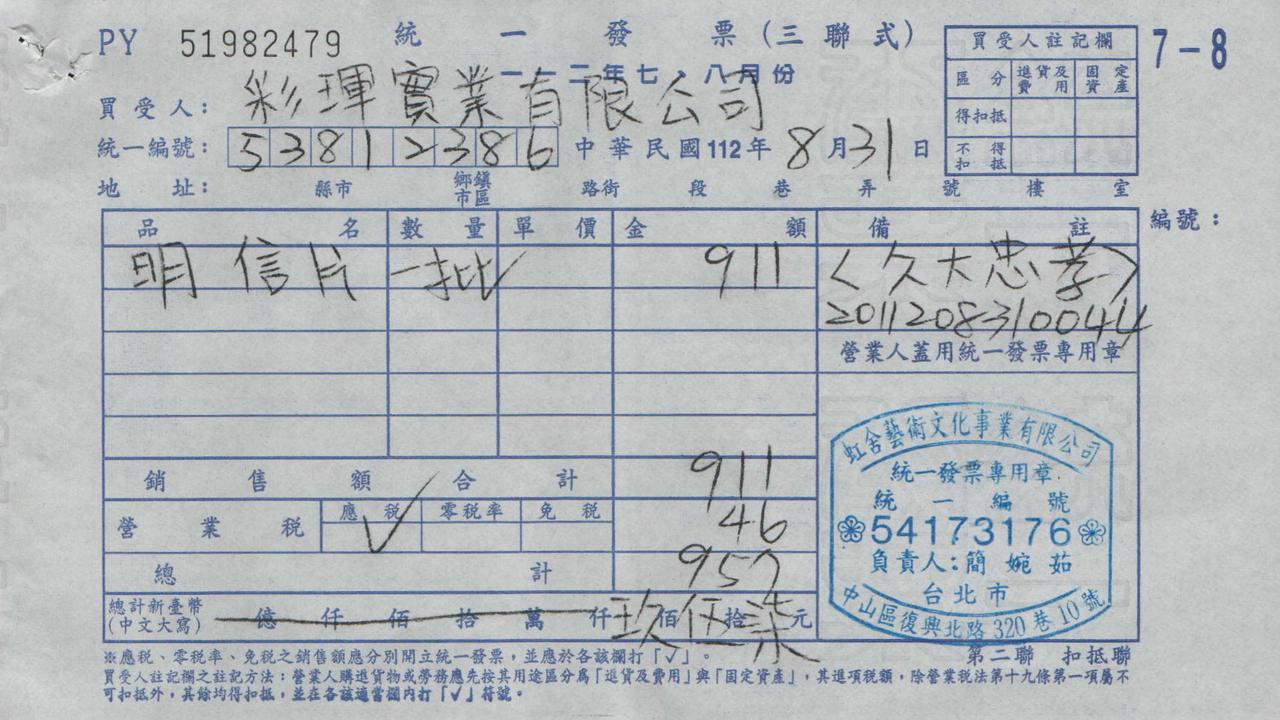 PY 51982479 統一發票(三聯式)
一一二年七、八月份
7-8
買受人註記欄
區分 進貨及費用 固定資產
得扣抵
不得扣抵
買受人: 彩琿實業有限公司
統一編號: 53812386 中華民國112年8月31日
地址: 縣市 鄉鎮市區 路街 段 巷 弄 號 樓 室
品名 數量 單價 金額 備註 編號:
明信片 一批 911 〈久大忠孝〉
2011208310044
營業人蓋用統一發票專用章
銷售額合計 911
營業稅 應稅 ✓ 零稅率 免稅 46
總計 957
總計新臺幣
(中文大寫) 億仟佰拾萬仟玖佰伍拾柒元
虹舍藝術文化事業有限公司
統一發票專用章
統一編號
54173176
負責人:簡婉茹
台北市
中山區復興北路320巷10號
第二聯 扣抵聯
※應稅、零稅率、免稅之銷售額應分別開立統一發票,並應於各該欄打「✓」。
買受人註記欄之註記方法:營業人購進貨物或勞務應先按其用途區分為「進貨及費用」與「固定資產」,其進項稅額,除營業稅法第十九條第一項屬不
可扣抵外,其餘均得扣抵,並在各該適當欄內打「✓」符號。